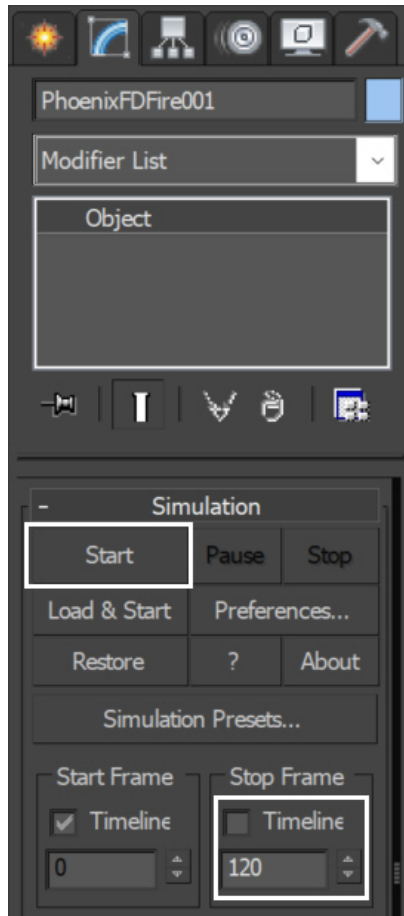 PhoenixFDFire001
Modifier List
Object
- Simulation
Start Pause Stop
Load & Start Preferences...
Restore ? About
Simulation Presets...
Start Frame Stop Frame
Timeline Timeline
0 120